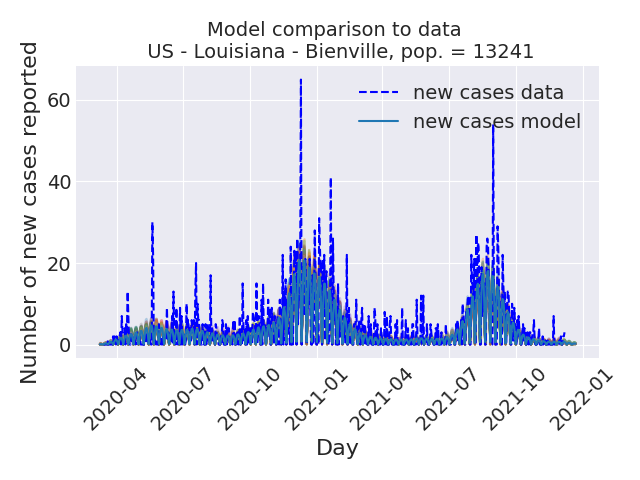 Model comparison to data
US - Louisiana - Bienville, pop. = 13241
new cases data
new cases model
Number of new cases reported
60
40
20
0
2020-04
2020-07
2020-10
2021-01
2021-04
2021-07
2021-10
2022-01
Day